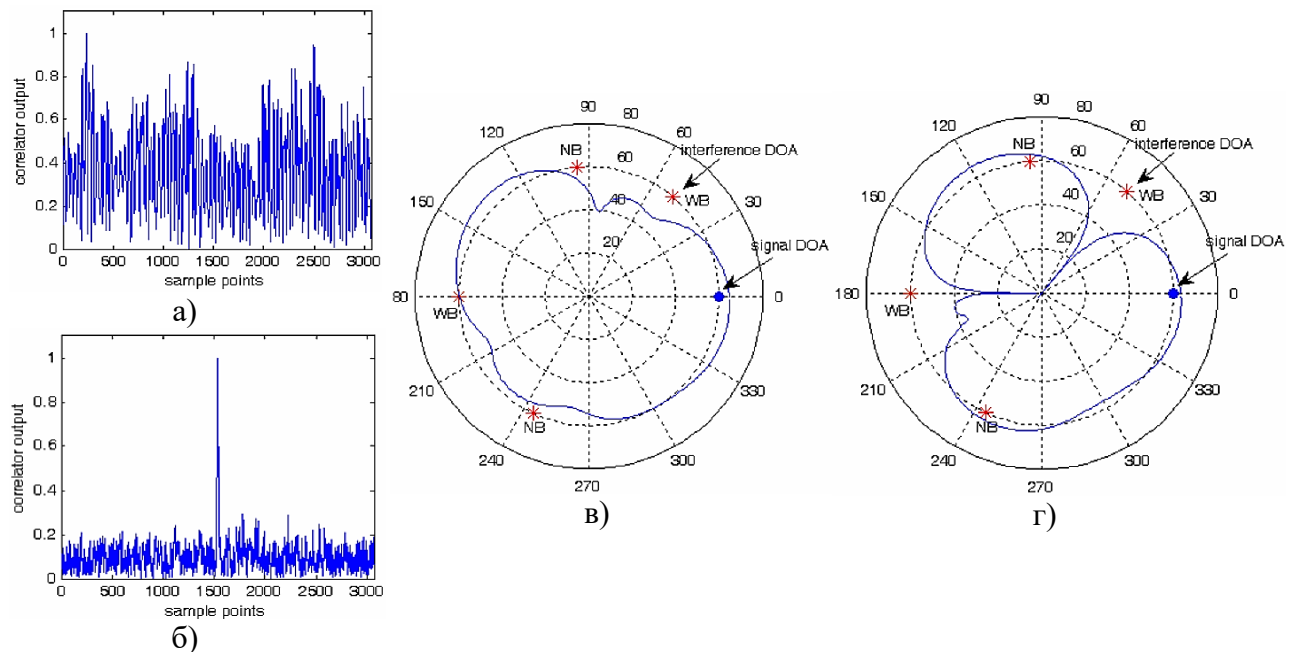 correlator output
1
0.8
0.6
0.4
0.2
0
0 500 1000 1500 2000 2500 3000
sample points
а)
correlator output
1
0.8
0.6
0.4
0.2
0
0 500 1000 1500 2000 2500 3000
sample points
б)
90
120
80
60
NB
60
interference DOA
150
40
WB
30
20
signal DOA
80
WB
0
210
NB
330
240
300
270
в)
90
120
80
60
NB
60
interference DOA
150
40
WB
30
20
signal DOA
180
WB
0
210
NB
330
240
300
270
г)